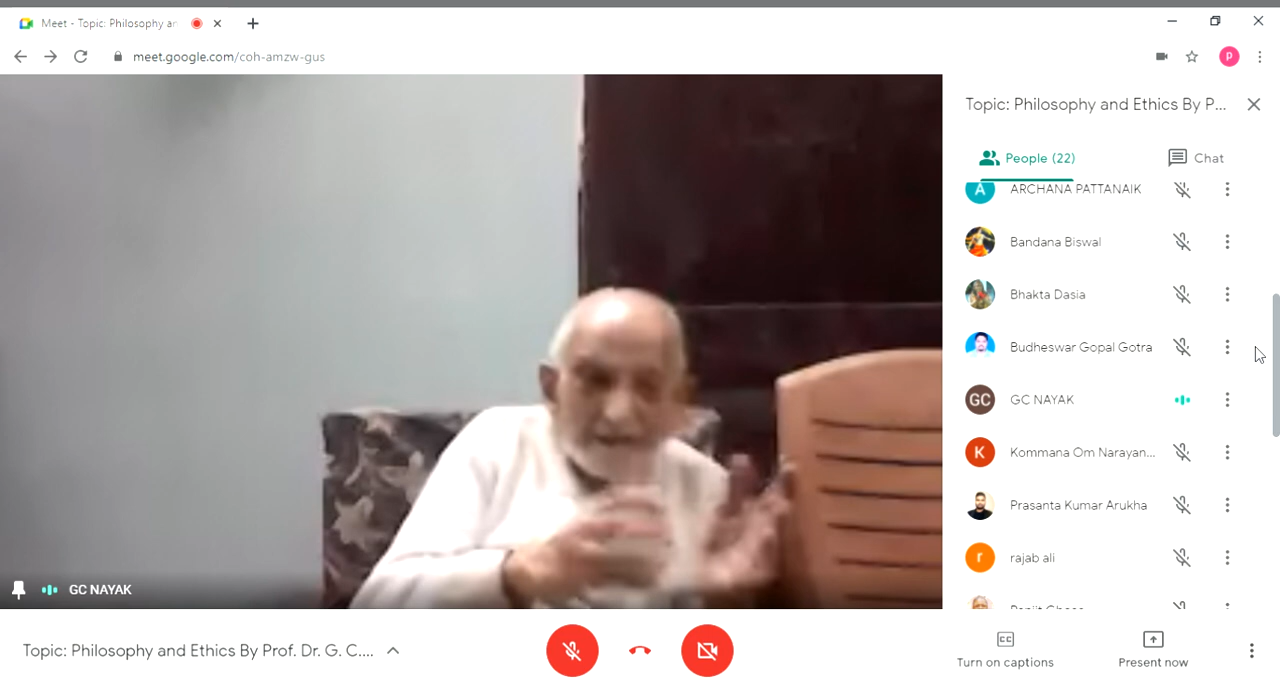 Meet - Topic: Philosophy ar
meet.google.com/coh-amzw-gus
P
Topic: Philosophy and Ethics By P...
People (22)
Chat
A ARCHANA PATTANAIK
Bandana Biswal
Bhakta Dasia
Budheswar Gopal Gotra
GC GC NAYAK
K Kommana Om Narayan...
Prasanta Kumar Arukha
r rajab ali
GC NAYAK
Topic: Philosophy and Ethics By Prof. Dr. G. C....
CC
Turn on captions
Present now